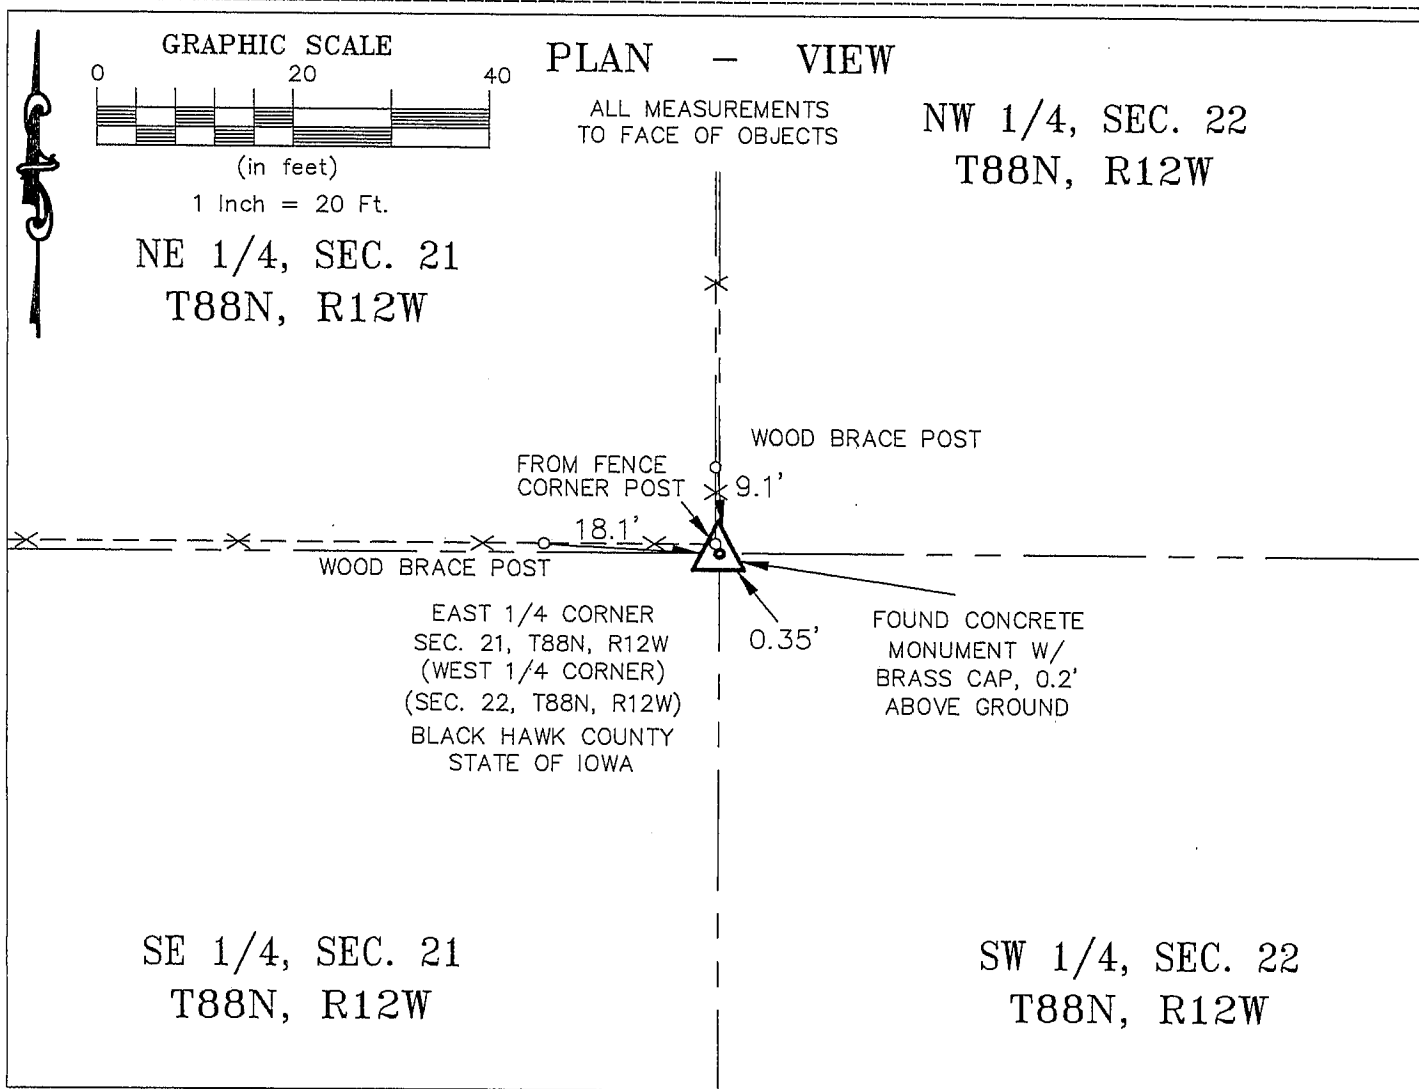 GRAPHIC SCALE
0 20 40
(in feet)
1 Inch = 20 Ft.
PLAN – VIEW
ALL MEASUREMENTS
TO FACE OF OBJECTS
NW 1/4, SEC. 22
T88N, R12W
NE 1/4, SEC. 21
T88N, R12W
WOOD BRACE POST
FROM FENCE
CORNER POST
9.1'
18.1'
WOOD BRACE POST
EAST 1/4 CORNER
SEC. 21, T88N, R12W
(WEST 1/4 CORNER)
(SEC. 22, T88N, R12W)
BLACK HAWK COUNTY
STATE OF IOWA
0.35'
FOUND CONCRETE
MONUMENT W/
BRASS CAP, 0.2'
ABOVE GROUND
SE 1/4, SEC. 21
T88N, R12W
SW 1/4, SEC. 22
T88N, R12W